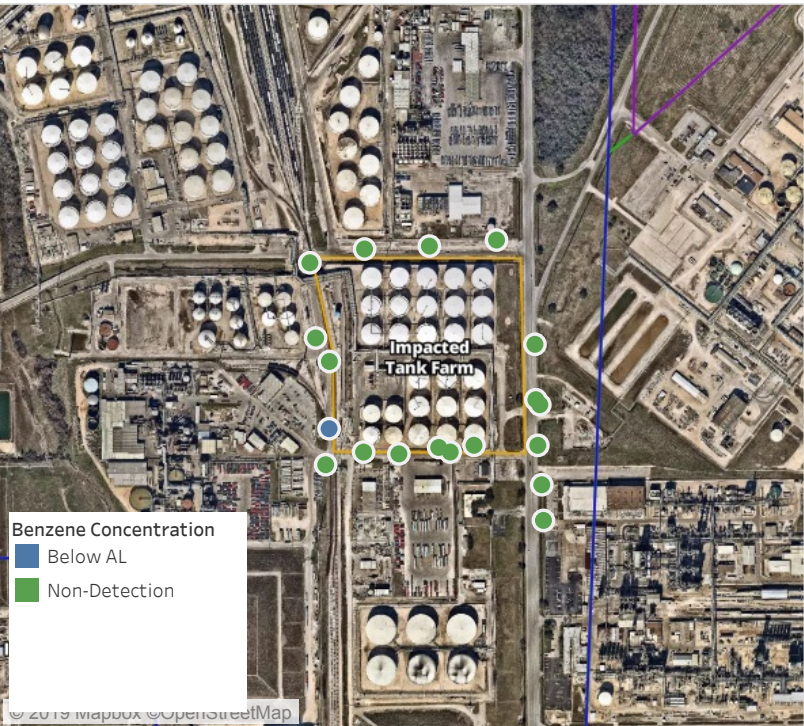 Impacted
Tank Farm
Benzene Concentration
Below AL
Non-Detection
© 2019 Mapbox ©OpenStreetMap